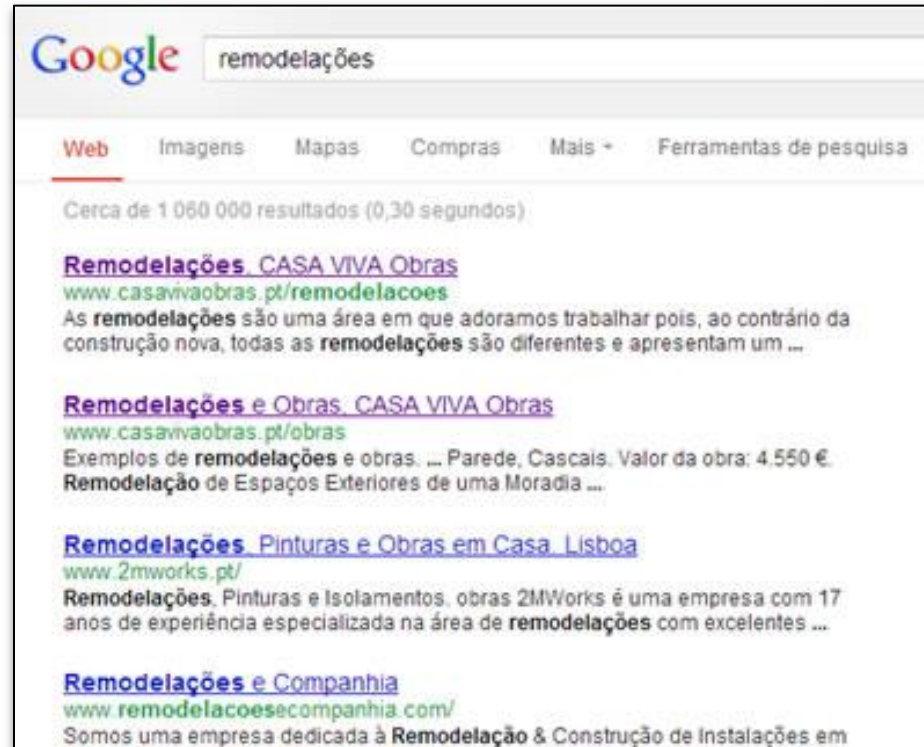 Google remodelações
Web Imagens Mapas Compras Mais Ferramentas de pesquisa
Cerca de 1 060 000 resultados (0,30 segundos)
Remodelações, CASA VIVA Obras
www.casavivaobras.pt/remodelacoes
As remodelações são uma área em que adoramos trabalhar pois, ao contrário da
construção nova, todas as remodelações são diferentes e apresentam um ...
Remodelações e Obras, CASA VIVA Obras
www.casavivaobras.pt/obras
Exemplos de remodelações e obras. ... Parede, Cascais. Valor da obra: 4.550 €.
Remodelação de Espaços Exteriores de uma Moradia ...
Remodelações, Pinturas e Obras em Casa. Lisboa
www.2mworks.pt/
Remodelações, Pinturas e Isolamentos. obras 2MWorks é uma empresa com 17
anos de experiência especializada na área de remodelações com excelentes ...
Remodelações e Companhia
www.remodelacoesecompanhia.com/
Somos uma empresa dedicada à Remodelação & Construção de Instalações em